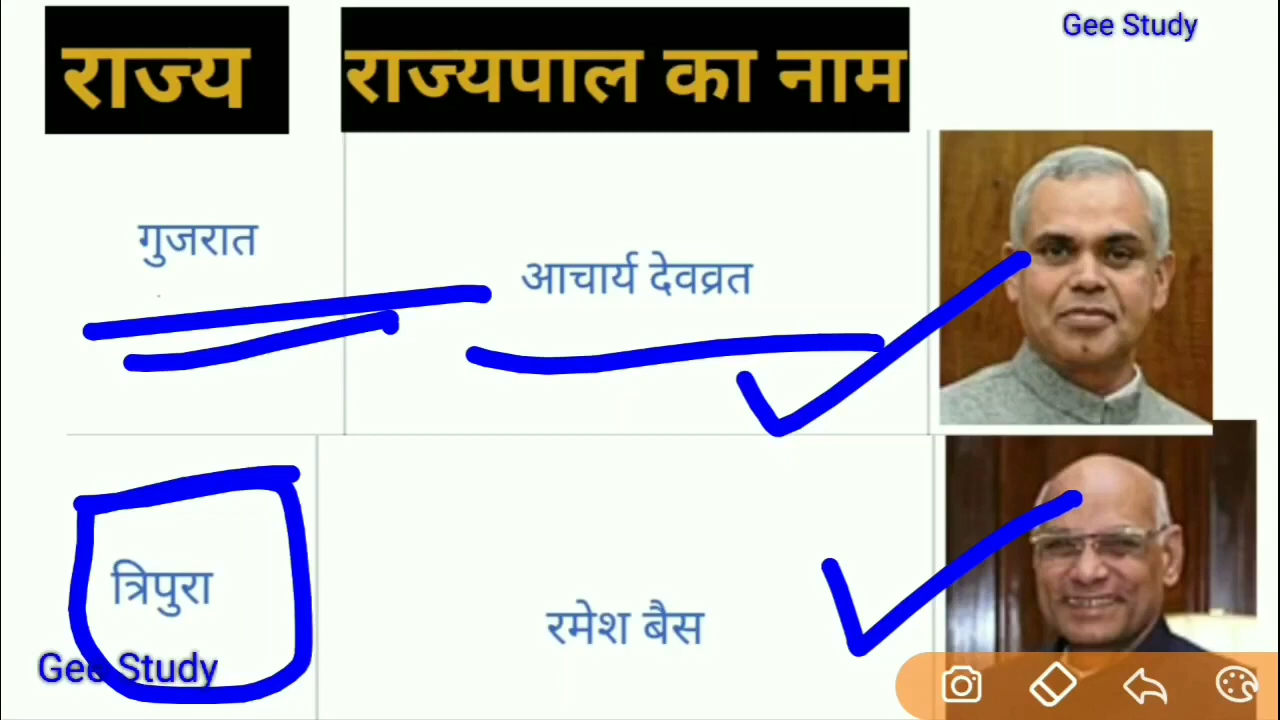 Gee Study
राज्य राज्यपाल का नाम
गुजरात आचार्य देवव्रत
त्रिपुरा रमेश बैस
Gee Study